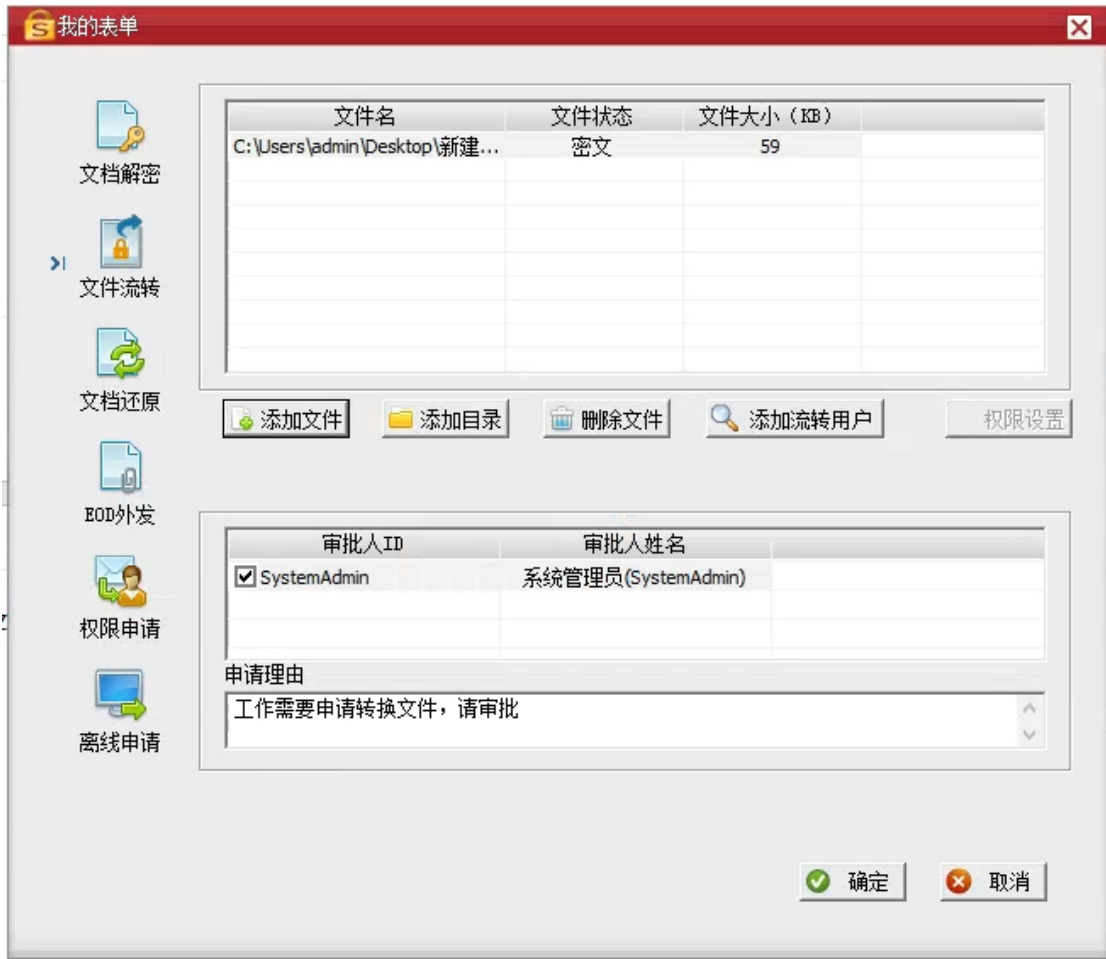 我的表单
文档解密
文件流转
文档还原
EOD外发
权限申请
离线申请
文件名 文件状态 文件大小（KB）
C:\Users\admin\Desktop\新建... 密文 59
添加文件 添加目录 删除文件 添加流转用户 权限设置
审批人ID 审批人姓名
SystemAdmin 系统管理员(SystemAdmin)
申请理由
工作需要申请转换文件，请审批
确定 取消